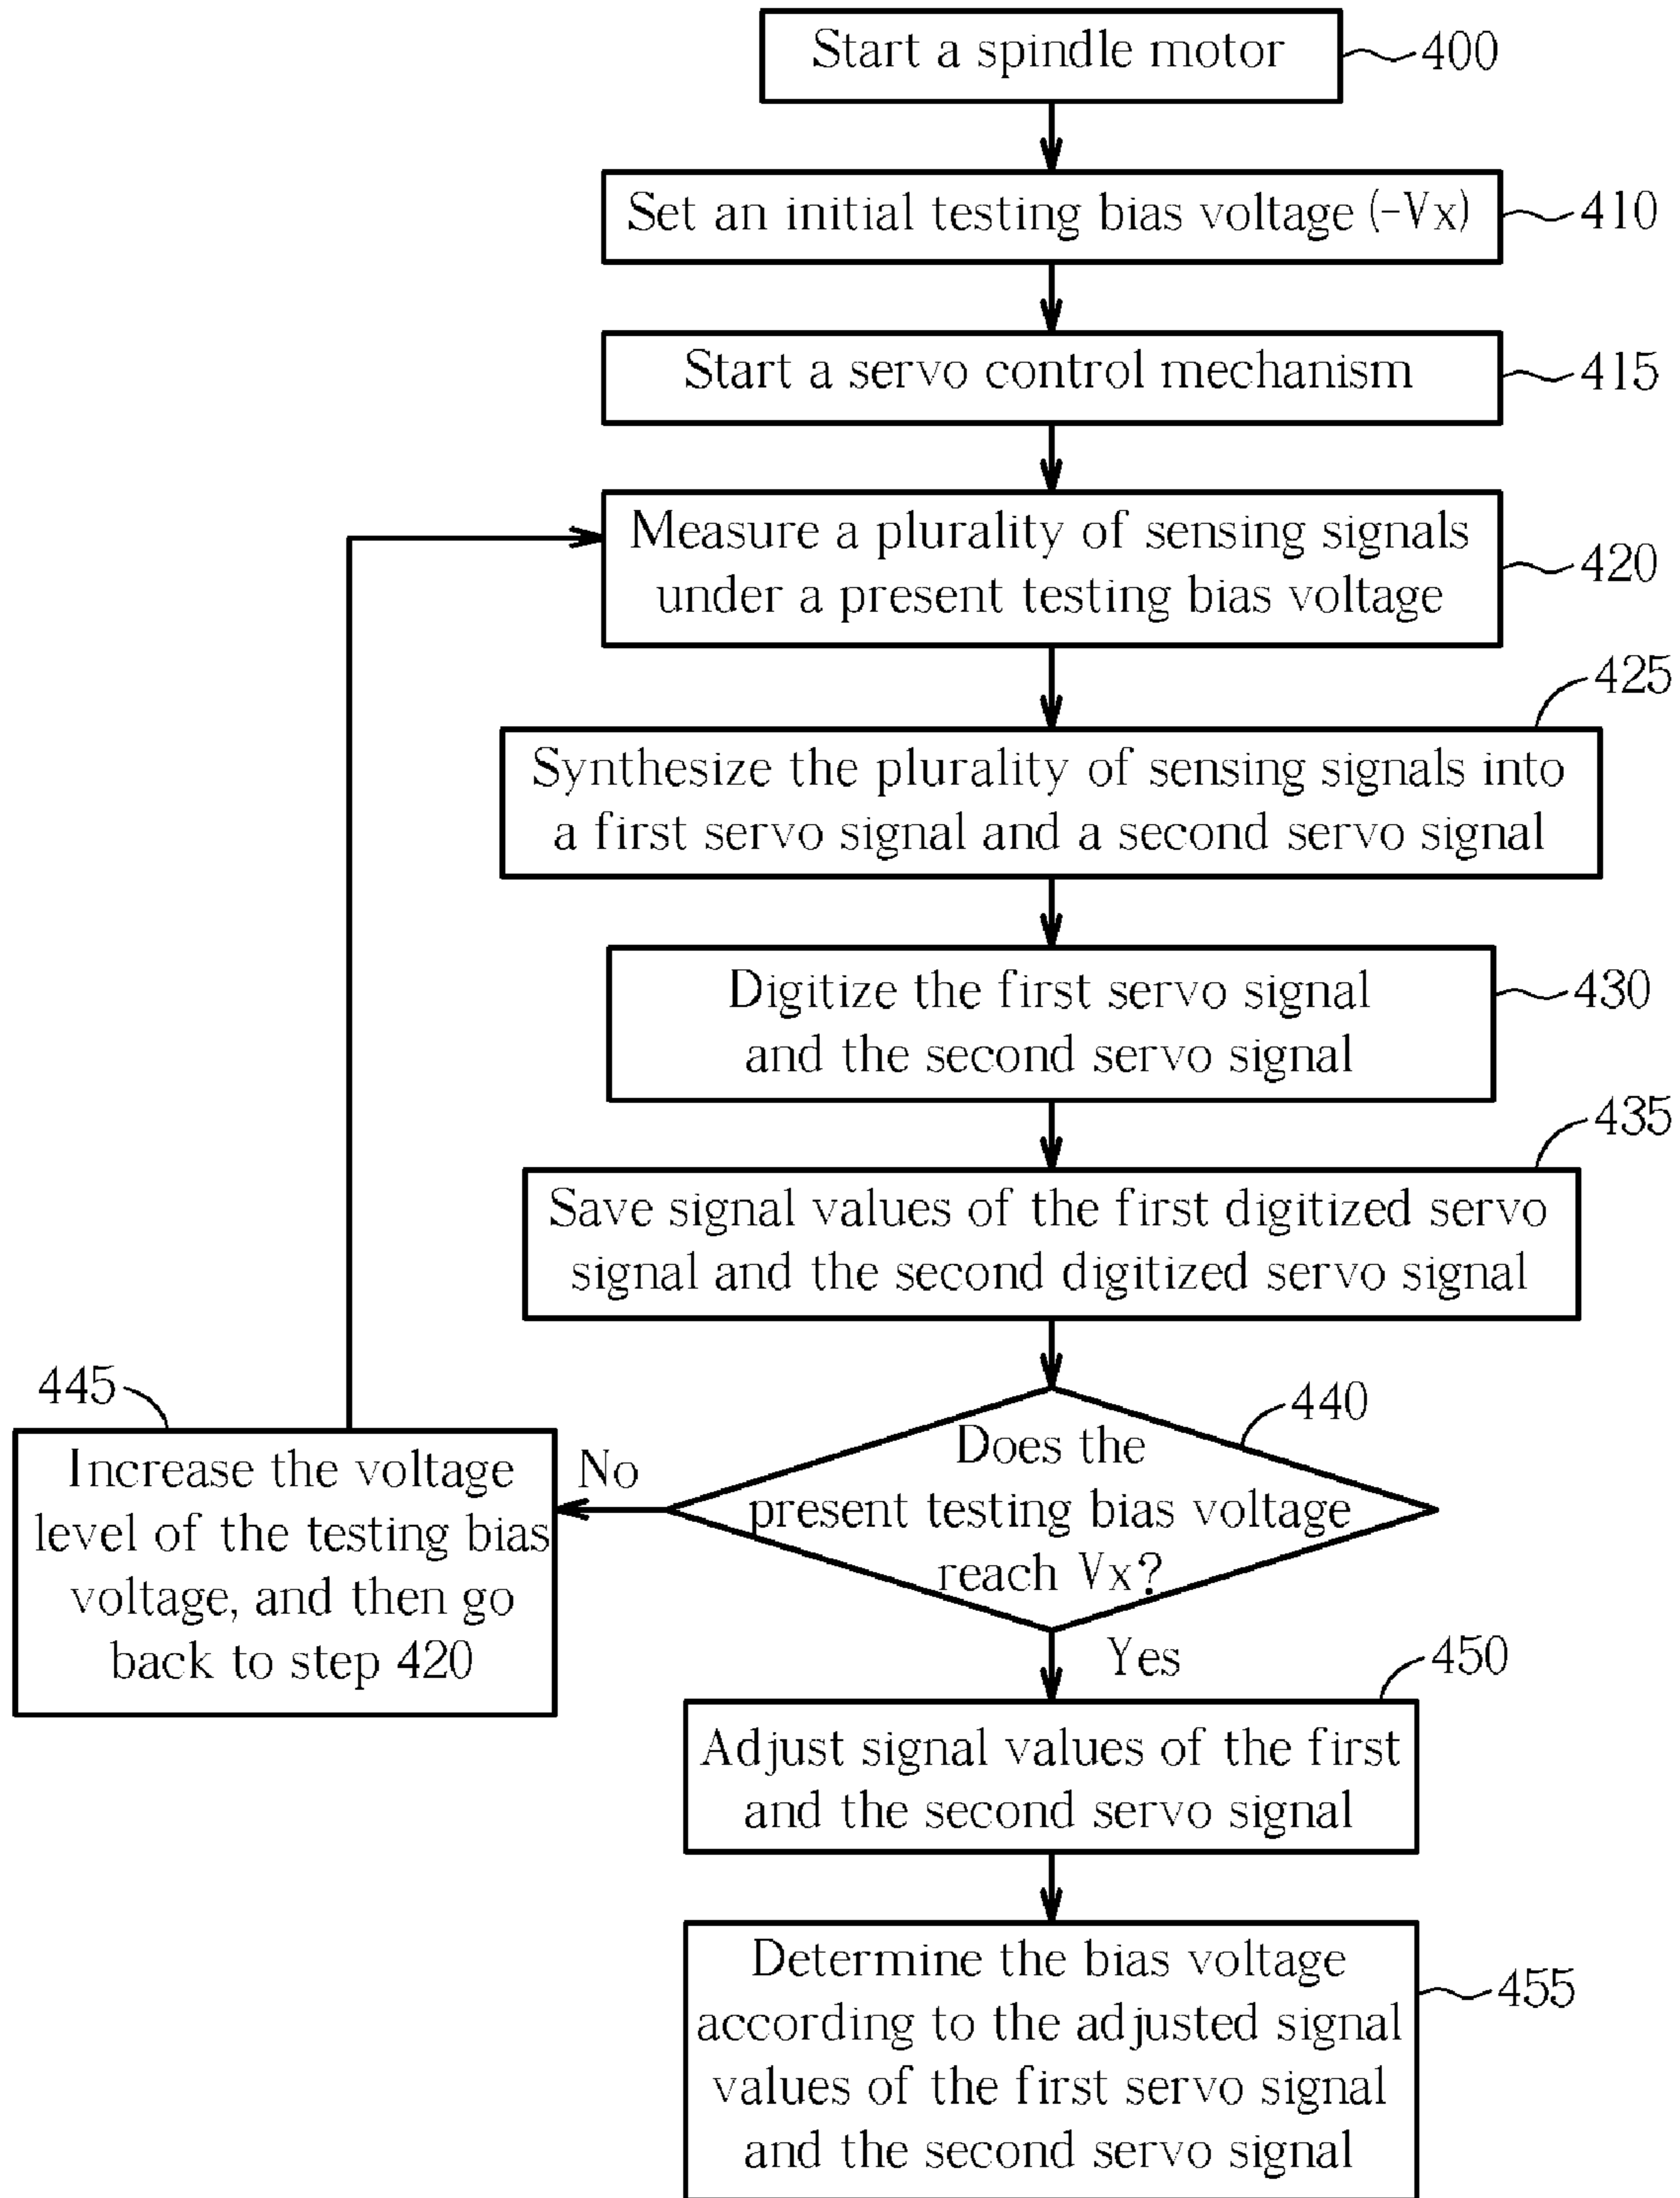 Start a spindle motor
400
Set an initial testing bias voltage (-Vx)
410
Start a servo control mechanism
415
Measure a plurality of sensing signals
under a present testing bias voltage
420
425
Synthesize the plurality of sensing signals into
a first servo signal and a second servo signal
Digitize the first servo signal
and the second servo signal
430
435
Save signal values of the first digitized servo
signal and the second digitized servo signal
440
Does the
present testing bias voltage
reach Vx?
No
445
Increase the voltage
level of the testing bias
voltage, and then go
back to step 420
Yes
450
Adjust signal values of the first
and the second servo signal
Determine the bias voltage
according to the adjusted signal
values of the first servo signal
and the second servo signal
455